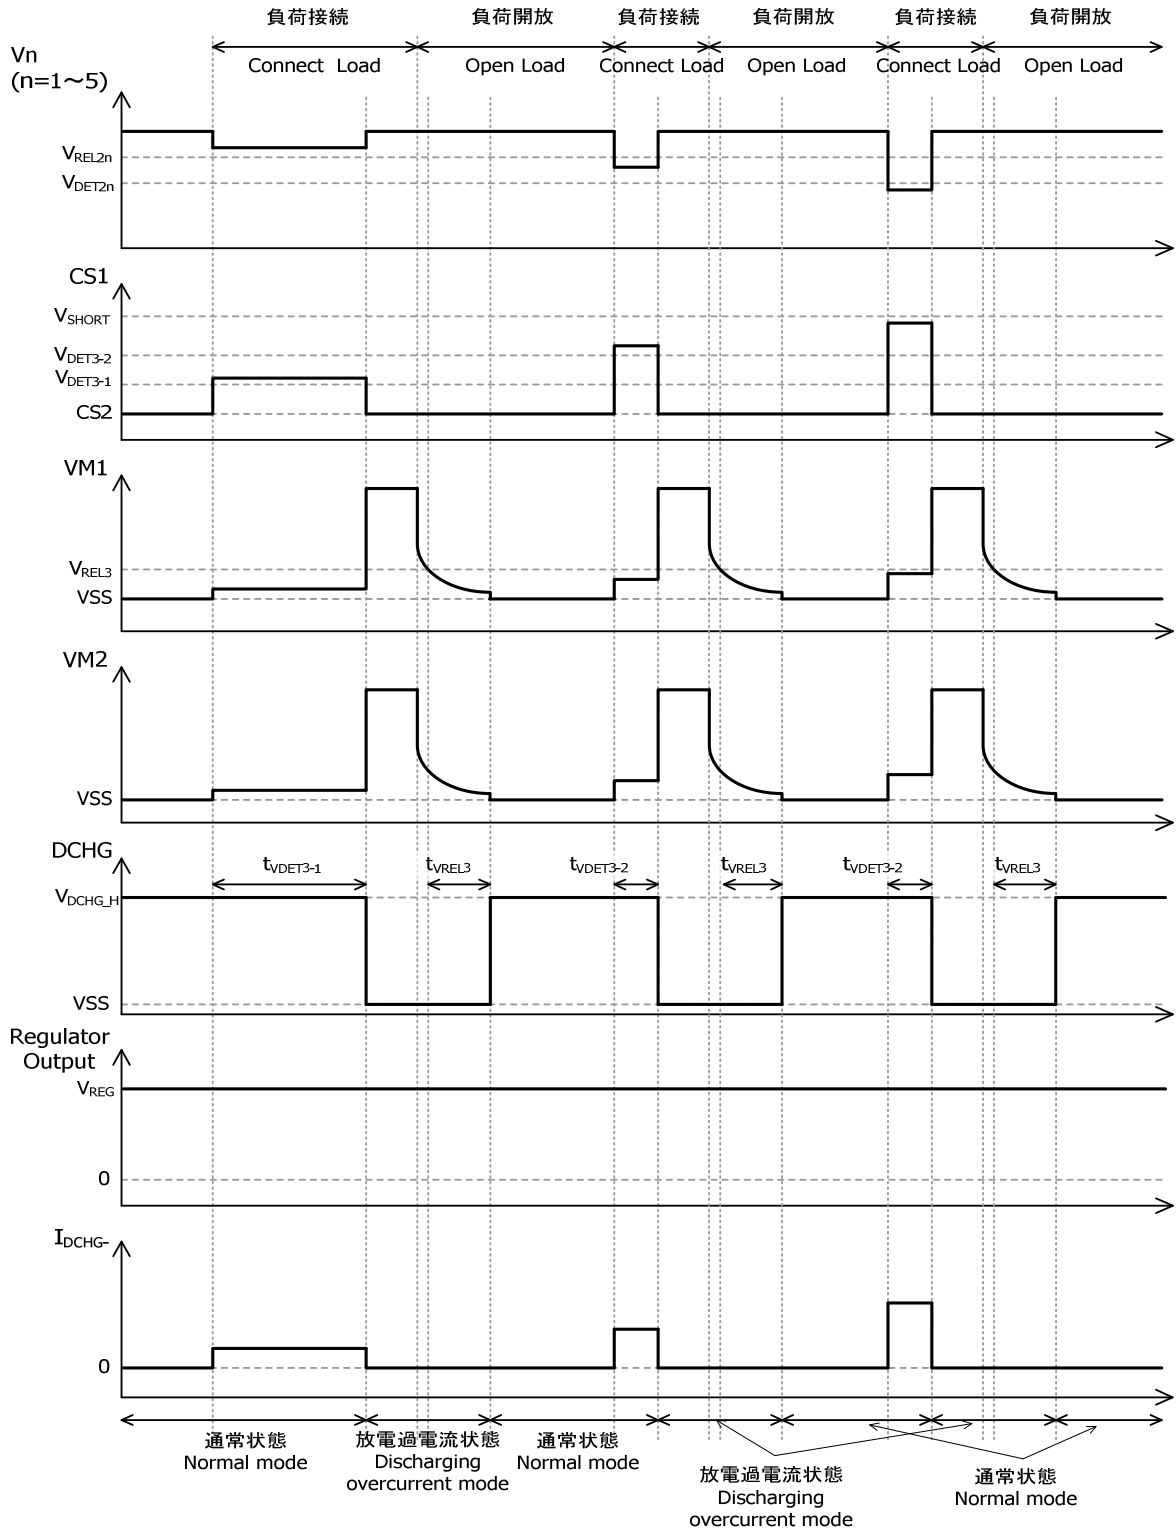 負荷接続 負荷開放 負荷接続 負荷開放 負荷接続 負荷開放
Connect Load Open Load Connect Load Open Load Connect Load Open Load
Vn
(n=1～5)
VREL2n
VDET2n
CS1
VSHORT
VDET3-2
VDET3-1
CS2
VM1
VREL3
VSS
VM2
VSS
DCHG
tVDET3-1 tVREL3 tVDET3-2 tVREL3 tVDET3-2 tVREL3
VDCHG_H
VSS
Regulator
Output
VREG
0
IDCHG-
0
通常状態 放電過電流状態 通常状態
Normal mode Discharging Normal mode
overcurrent mode
放電過電流状態 通常状態
Discharging Normal mode
overcurrent mode